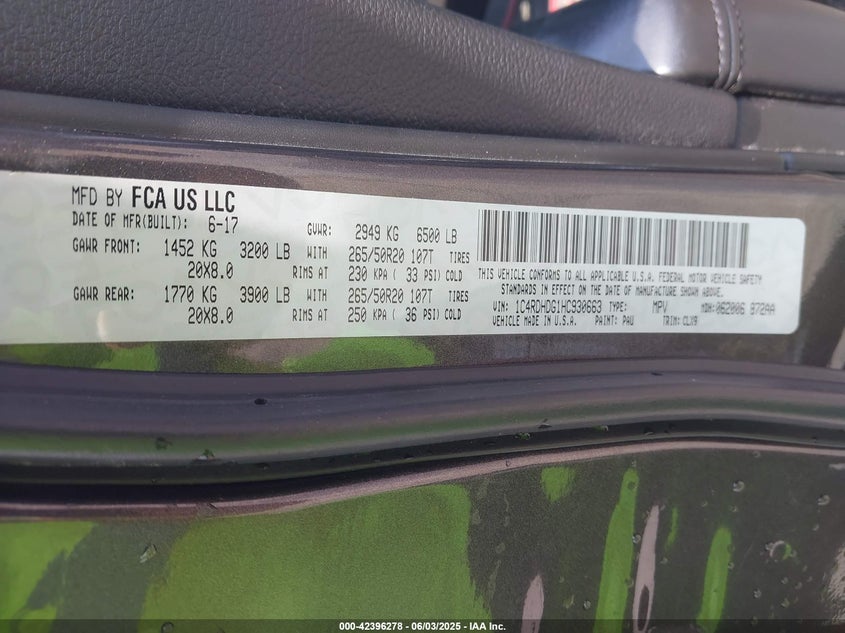 MFD BY FCA US LLC
DATE OF MFR(BUILT): 6-17 GVWR: 2949 KG 6500 LB
GAWR FRONT: 1452 KG 3200 LB WITH 265/50R20 107T TIRES
20X8.0 RIMS AT 230 KPA ( 33 PSI) COLD
GAWR REAR: 1770 KG 3900 LB WITH 265/50R20 107T TIRES
20X8.0 RIMS AT 250 KPA ( 36 PSI) COLD
THIS VEHICLE CONFORMS TO ALL APPLICABLE U.S.A. FEDERAL MOTOR VEHICLE SAFETY
STANDARDS IN EFFECT ON THE DATE OF MANUFACTURE SHOWN ABOVE.
VIN: 1C4RDHDG1HC930663 TYPE: MPV MDH: 062006 872AA
VEHICLE MADE IN U.S.A. PAINT: PAU TRIM: CLX9
000-42396278 - 06/03/2025 - IAA Inc.